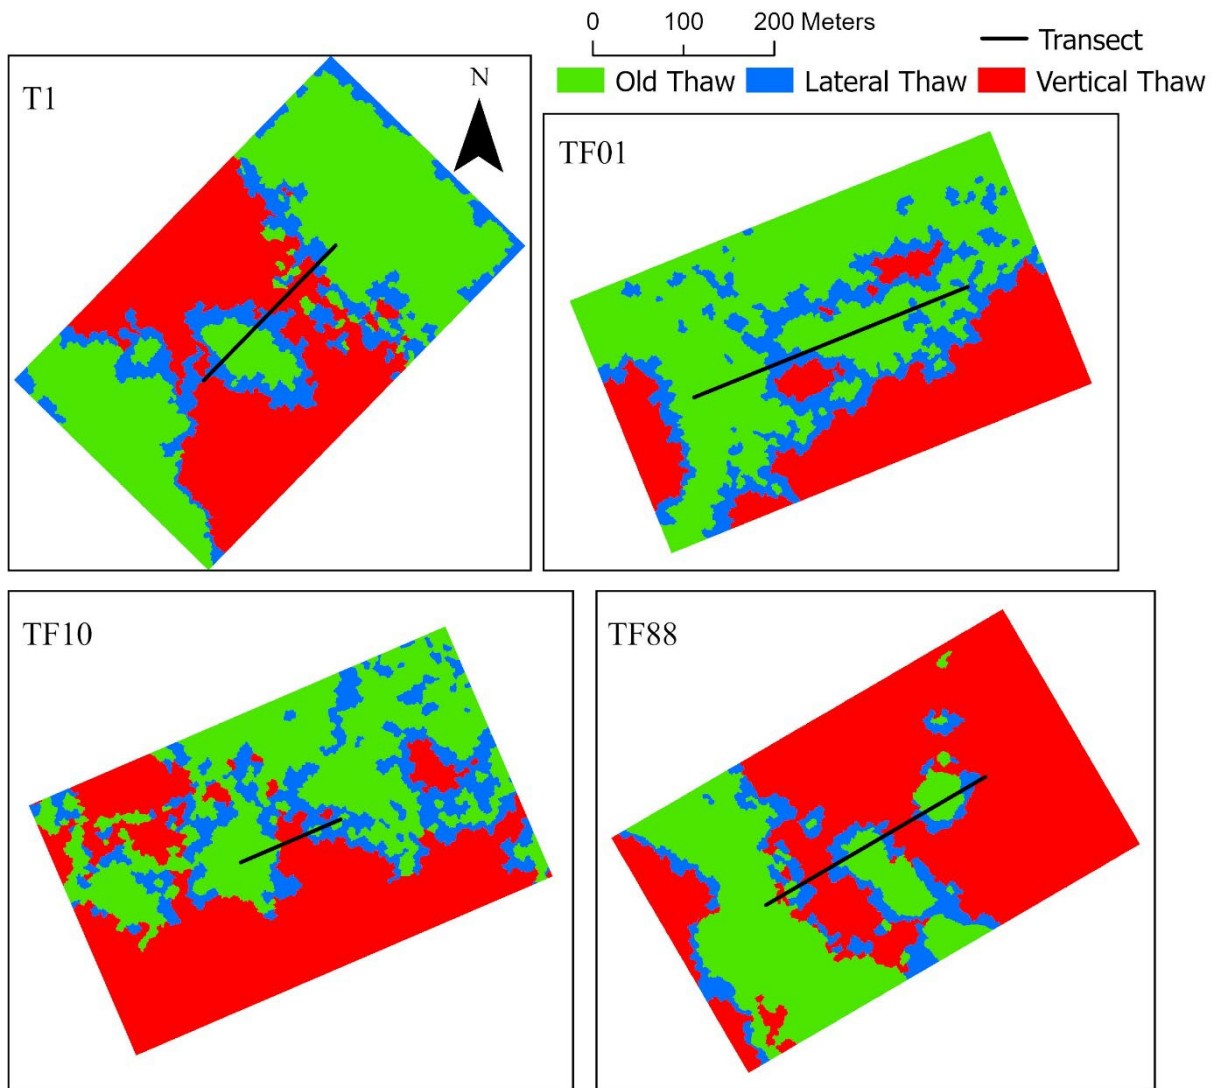 0 100 200 Meters
Transect
Old Thaw Lateral Thaw Vertical Thaw
T1
N
TF01
TF10
TF88